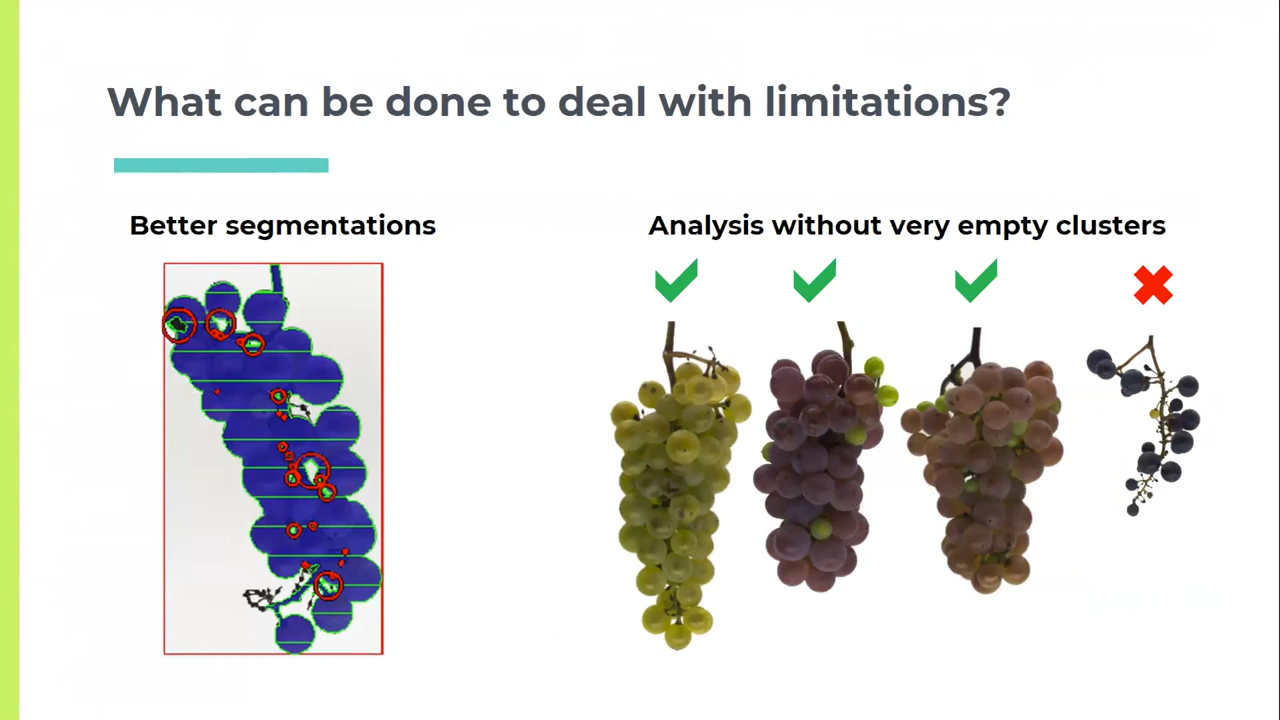 What can be done to deal with limitations?
Better segmentations
Analysis without very empty clusters